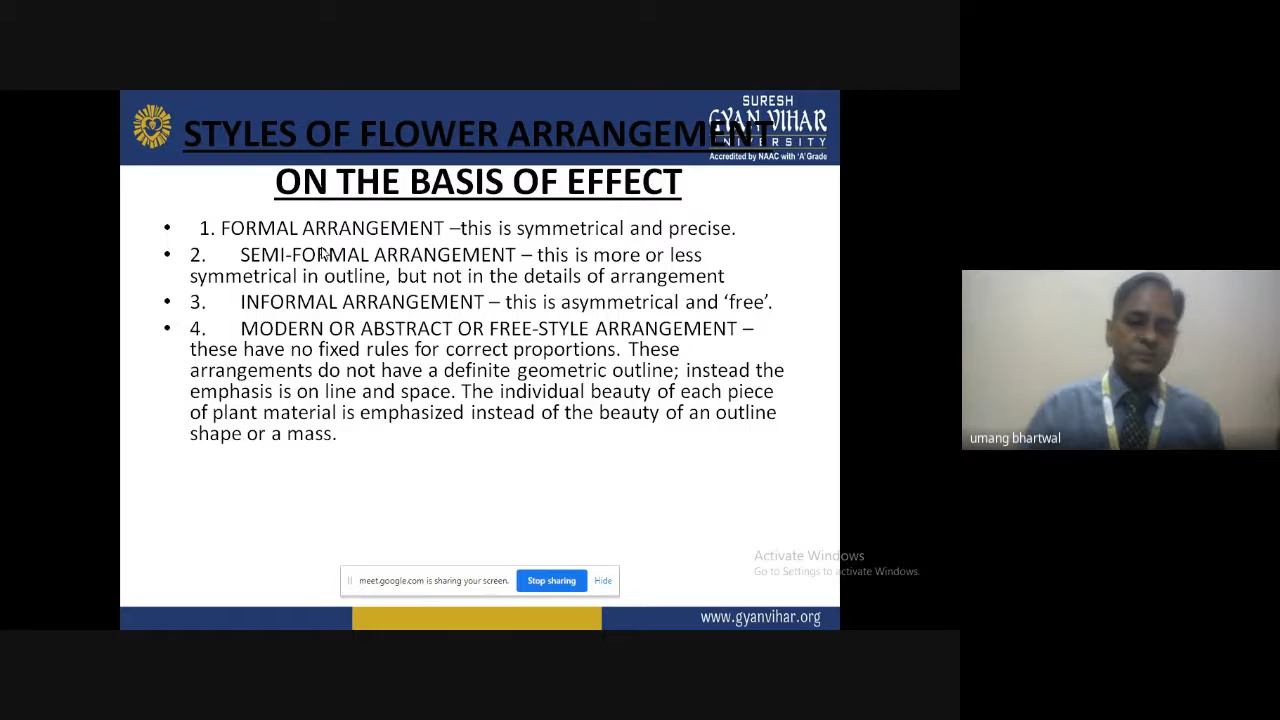 SURESH
GYAN VIHAR
UNIVERSITY
Accredited by NAAC with 'A' Grade
STYLES OF FLOWER ARRANGEMENT
ON THE BASIS OF EFFECT
• 1. FORMAL ARRANGEMENT –this is symmetrical and precise.
• 2. SEMI-FORMAL ARRANGEMENT – this is more or less
symmetrical in outline, but not in the details of arrangement
• 3. INFORMAL ARRANGEMENT – this is asymmetrical and ‘free’.
• 4. MODERN OR ABSTRACT OR FREE-STYLE ARRANGEMENT –
these have no fixed rules for correct proportions. These
arrangements do not have a definite geometric outline; instead the
emphasis is on line and space. The individual beauty of each piece
of plant material is emphasized instead of the beauty of an outline
shape or a mass.
umang bhartwal
Activate Windows
Go to Settings to activate Windows.
meet.google.com is sharing your screen.
Stop sharing
Hide
www.gyanvihar.org